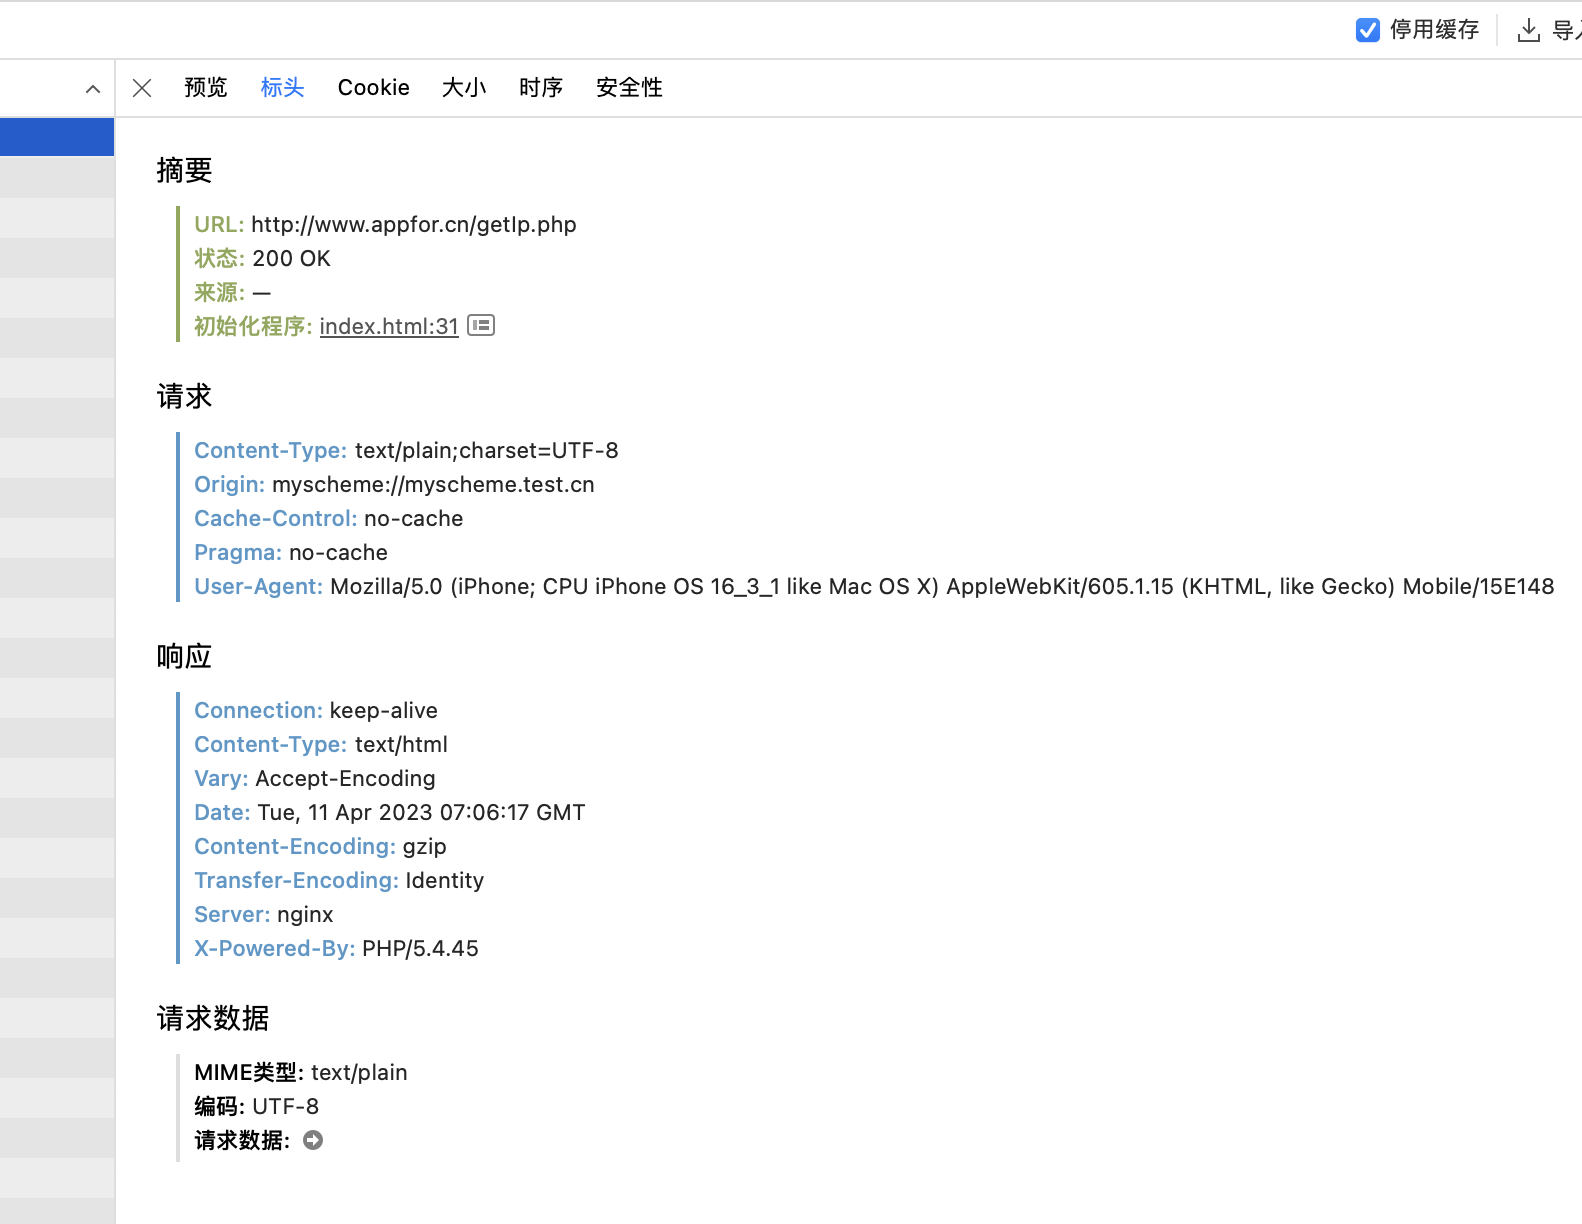 停用缓存
预览 标头 Cookie 大小 时序 安全性
摘要
URL: http://www.appfor.cn/getIp.php
状态: 200 OK
来源: —
初始化程序: index.html:31
请求
Content-Type: text/plain;charset=UTF-8
Origin: myscheme://myscheme.test.cn
Cache-Control: no-cache
Pragma: no-cache
User-Agent: Mozilla/5.0 (iPhone; CPU iPhone OS 16_3_1 like Mac OS X) AppleWebKit/605.1.15 (KHTML, like Gecko) Mobile/15E148
响应
Connection: keep-alive
Content-Type: text/html
Vary: Accept-Encoding
Date: Tue, 11 Apr 2023 07:06:17 GMT
Content-Encoding: gzip
Transfer-Encoding: Identity
Server: nginx
X-Powered-By: PHP/5.4.45
请求数据
MIME类型: text/plain
编码: UTF-8
请求数据: